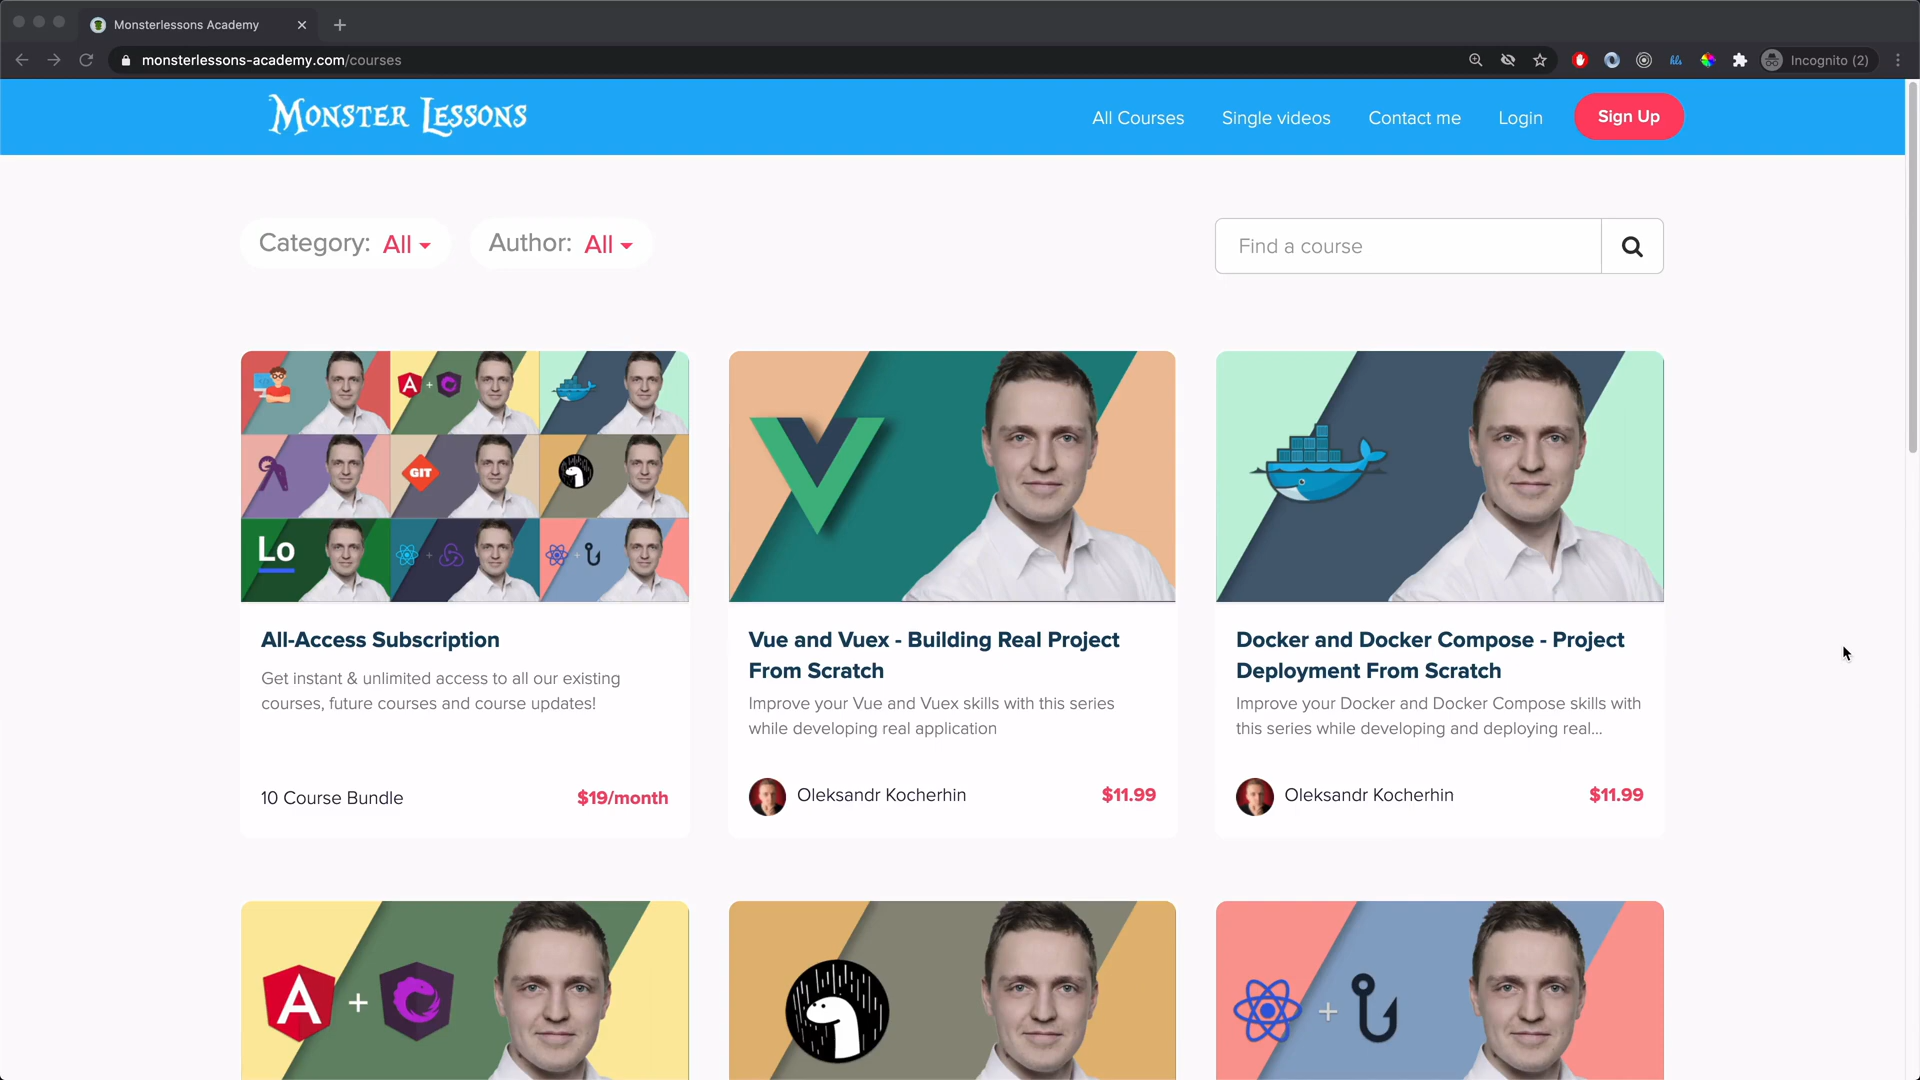 Monsterlessons Academy
monsterlessons-academy.com/courses
Incognito (2)
MONSTER LESSONS
All Courses
Single videos
Contact me
Login
Sign Up
Category: All
Author: All
Find a course
GIT
Lo
All-Access Subscription
Get instant & unlimited access to all our existing
courses, future courses and course updates!
10 Course Bundle
$19/month
Vue and Vuex - Building Real Project
From Scratch
Improve your Vue and Vuex skills with this series
while developing real application
Oleksandr Kocherhin
$11.99
Docker and Docker Compose - Project
Deployment From Scratch
Improve your Docker and Docker Compose skills with
this series while developing and deploying real...
Oleksandr Kocherhin
$11.99